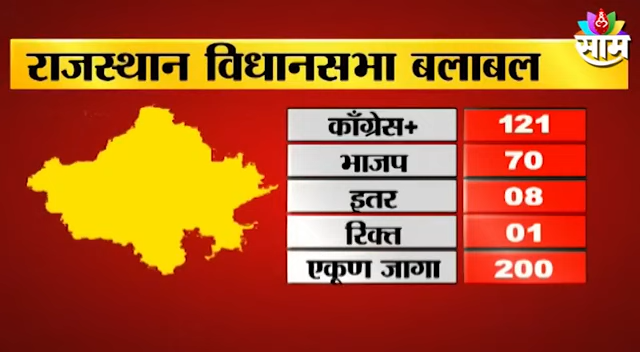 साम
राजस्थान विधानसभा बलाबल
काँग्रेस+ 121
भाजप 70
इतर 08
रिक्त 01
एकूण जागा 200